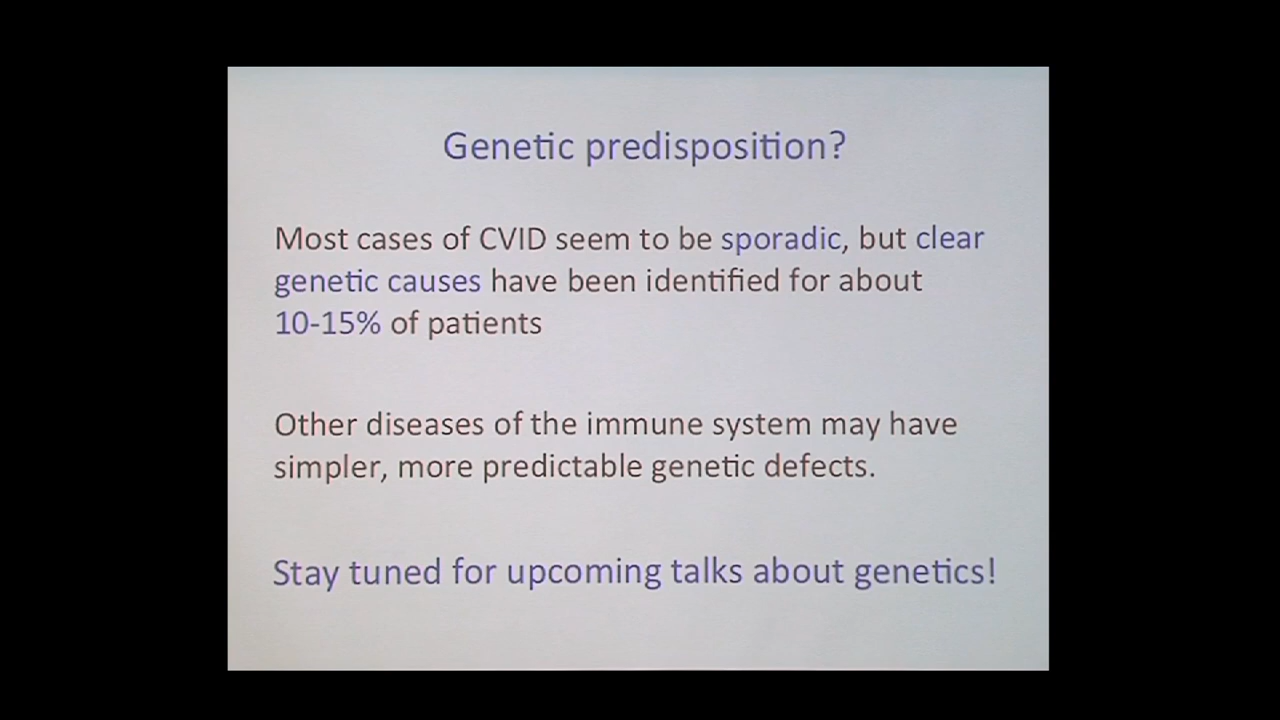 Genetic predisposition?
Most cases of CVID seem to be sporadic, but clear
genetic causes have been identified for about
10-15% of patients
Other diseases of the immune system may have
simpler, more predictable genetic defects.
Stay tuned for upcoming talks about genetics!